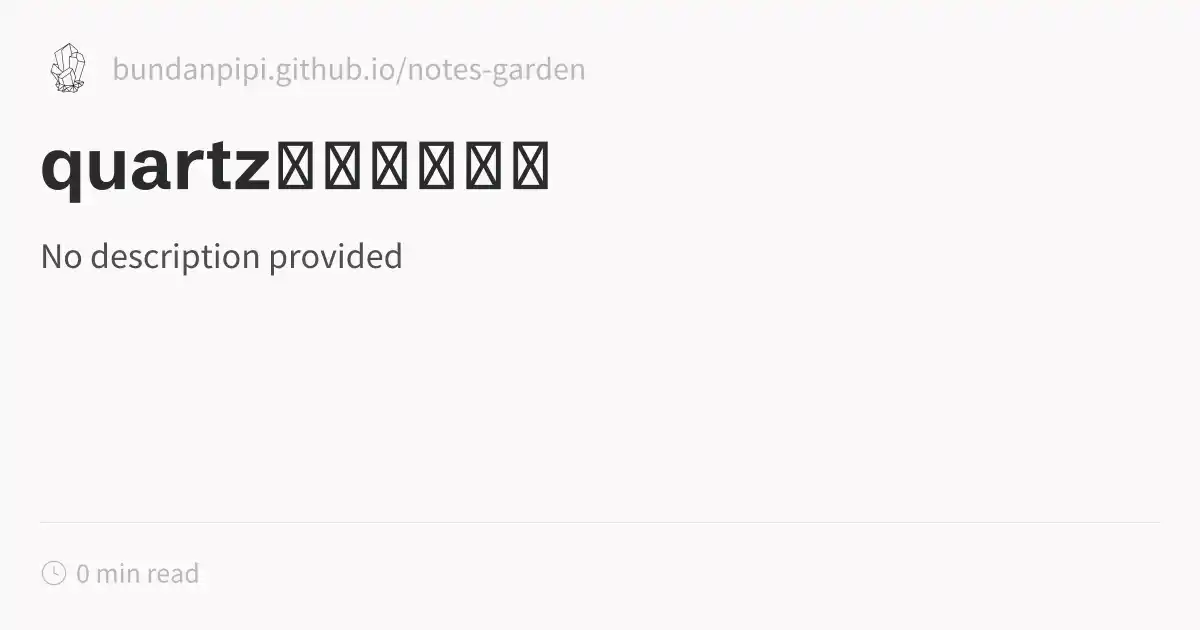 bundanpipi.github.io/notes-garden
quartz
No description provided
0 min read